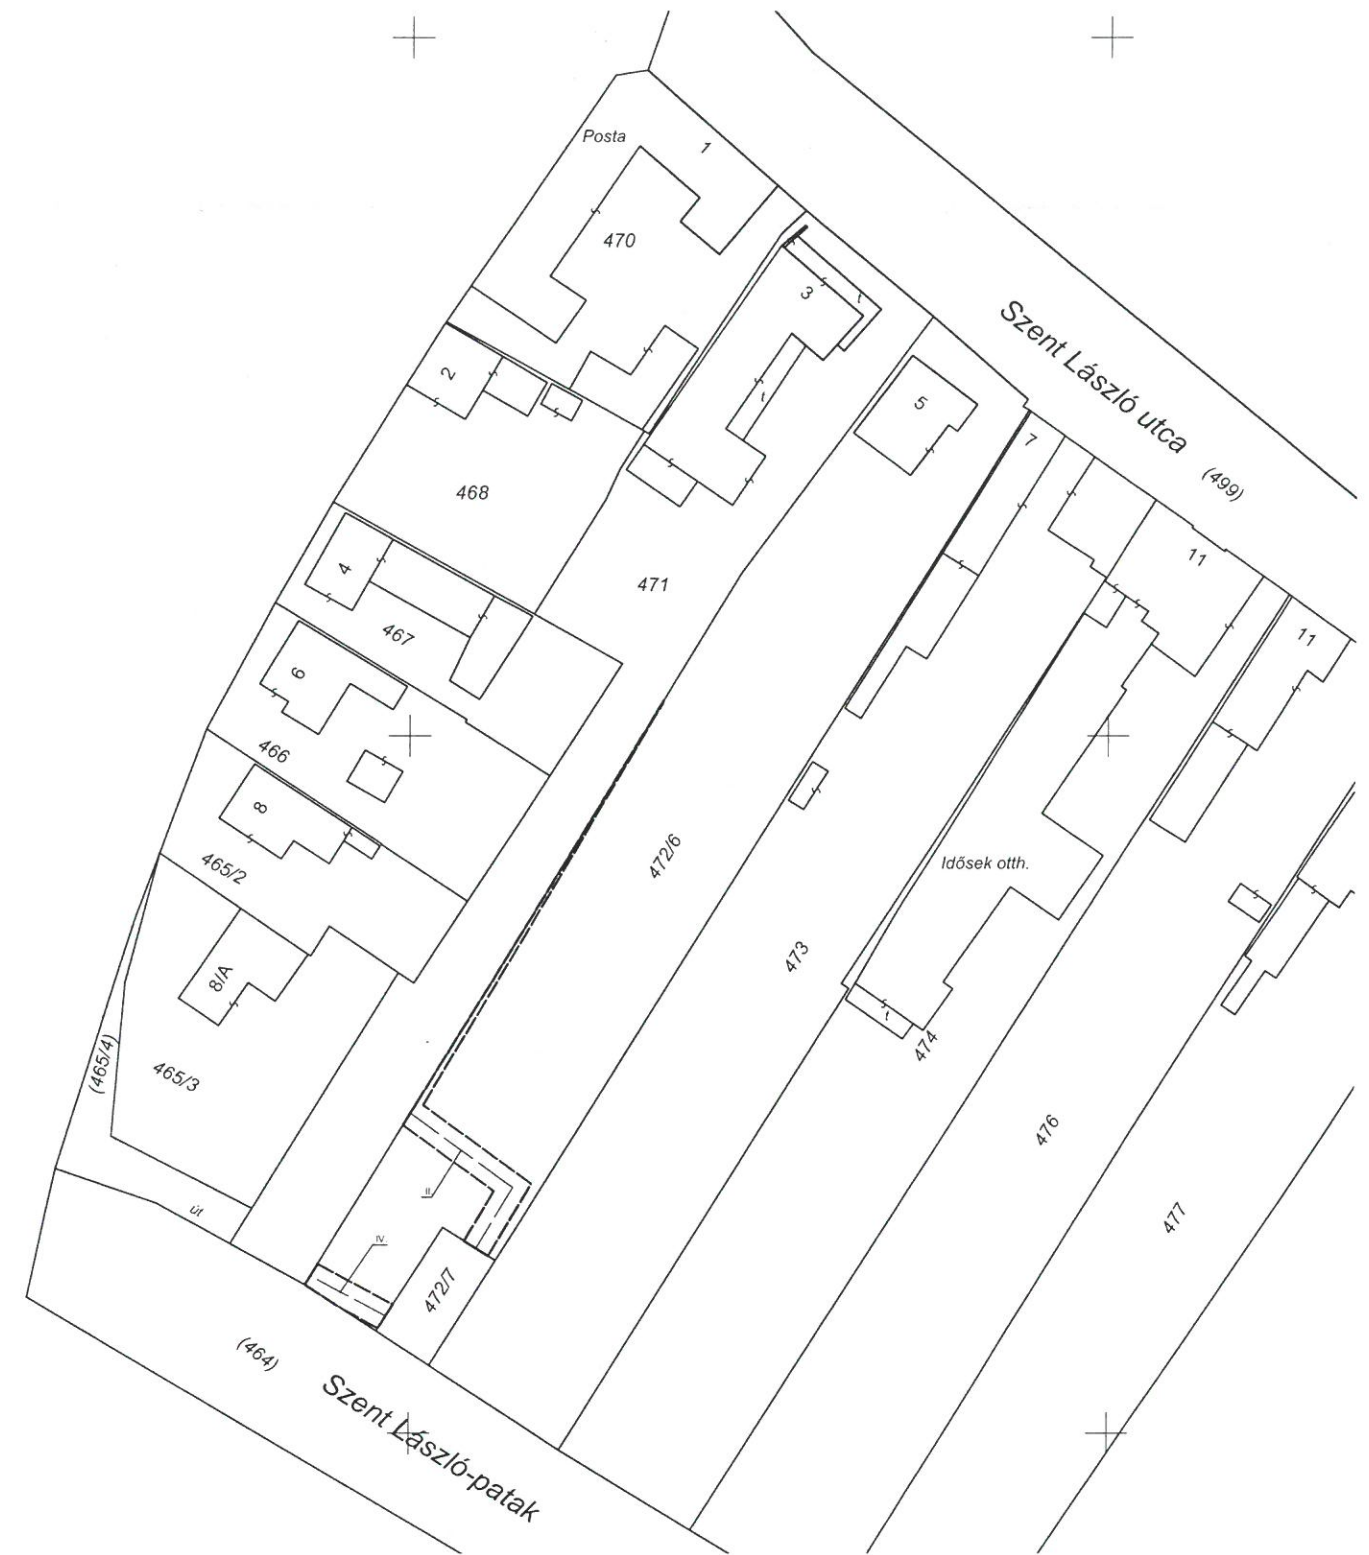 Posta
1
470
3
t
2
t
5
Szent László utca
(499)
7
468
11
4
471
467
11
6
466
8
472/6
465/2
Idősek otth.
473
8/A
t
474
(465/4)
465/3
476
II.
út
477
IV.
472/7
(464)
Szent László-patak